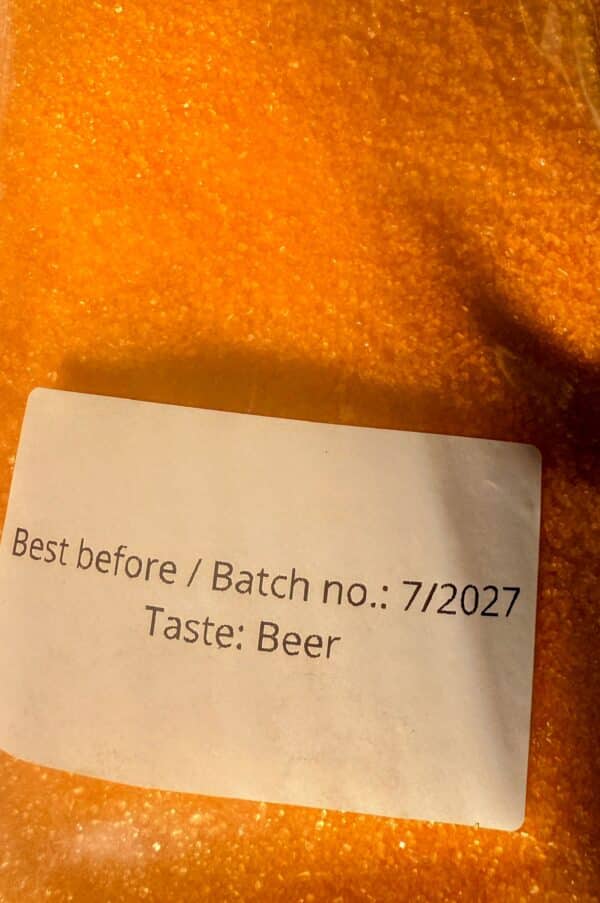 Best before / Batch no.: 7/2027
Taste: Beer